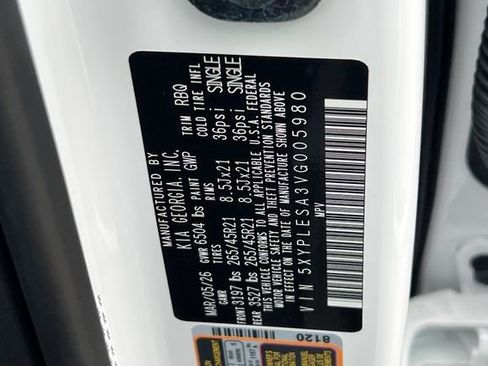 MANUFACTURED BY
KIA GEORGIA, INC.
MAR/05/26 GVWR 6504 lbs PAINT GWP TRIM RBQ
GAWR TIRES RIMS COLD TIRE INFL
FRONT 3197 lbs 265/45R21 8.5Jx21 36psi SINGLE
REAR 3527 lbs 265/45R21 8.5Jx21 36psi SINGLE
THIS VEHICLE CONFORMS TO ALL APPLICABLE U.S.A. FEDERAL
MOTOR VEHICLE SAFETY AND THEFT PREVENTION STANDARDS
IN EFFECT ON THE DATE OF MANUFACTURE SHOWN ABOVE
VIN 5XYPLESA3VG005980
MPV
8120